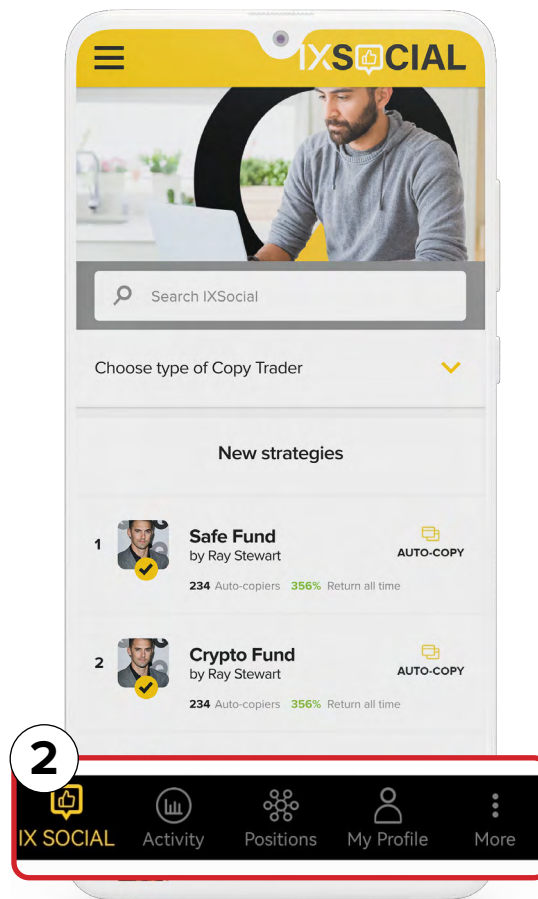 IXSOCIAL
Search IXSocial
Choose type of Copy Trader
New strategies
1
Safe Fund
by Ray Stewart
AUTO-COPY
234 Auto-copiers 356% Return all time
2
Crypto Fund
by Ray Stewart
AUTO-COPY
234 Auto-copiers 356% Return all time
2
IX SOCIAL Activity Positions My Profile More